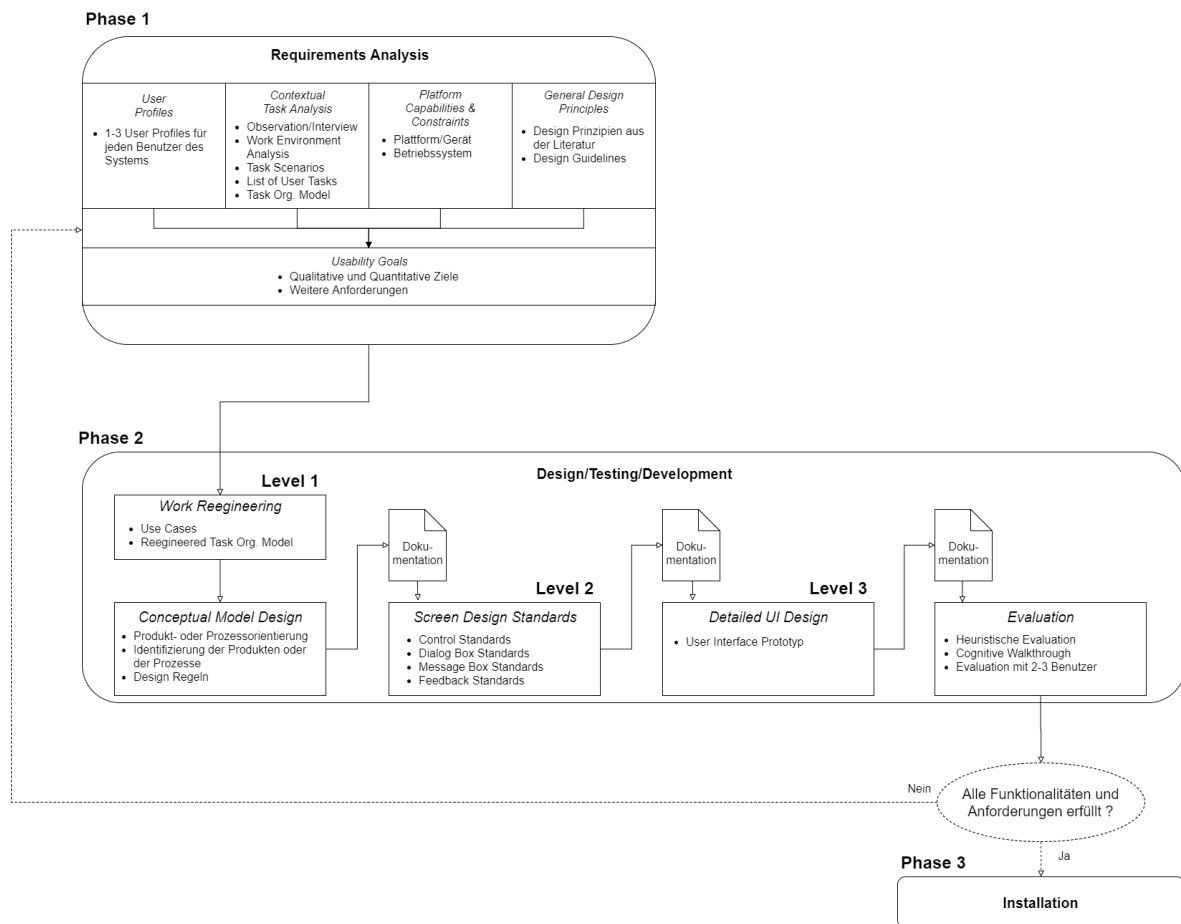 Phase 1
Requirements Analysis
User
Profiles
• 1-3 User Profiles für
jeden Benutzer des
Systems
Contextual
Task Analysis
• Observation/Interview
• Work Environment
Analysis
• Task Scenarios
• List of User Tasks
• Task Org. Model
Platform
Capabilities &
Constraints
• Plattform/Gerät
• Betriebssystem
General Design
Principles
• Design Prinzipien aus
der Literatur
• Design Guidelines
Usability Goals
• Qualitative und Quantitative Ziele
• Weitere Anforderungen
Phase 2
Design/Testing/Development
Level 1
Work Reegineering
• Use Cases
• Reegineered Task Org. Model
Conceptual Model Design
• Produkt- oder Prozessorientierung
• Identifizierung der Produkten oder
der Prozesse
• Design Regeln
Doku-
mentation
Level 2
Screen Design Standards
• Control Standards
• Dialog Box Standards
• Message Box Standards
• Feedback Standards
Doku-
mentation
Level 3
Detailed UI Design
• User Interface Prototyp
Doku-
mentation
Evaluation
• Heuristische Evaluation
• Cognitive Walkthrough
• Evaluation mit 2-3 Benutzer
Nein
Alle Funktionalitäten und
Anforderungen erfüllt ?
Ja
Phase 3
Installation